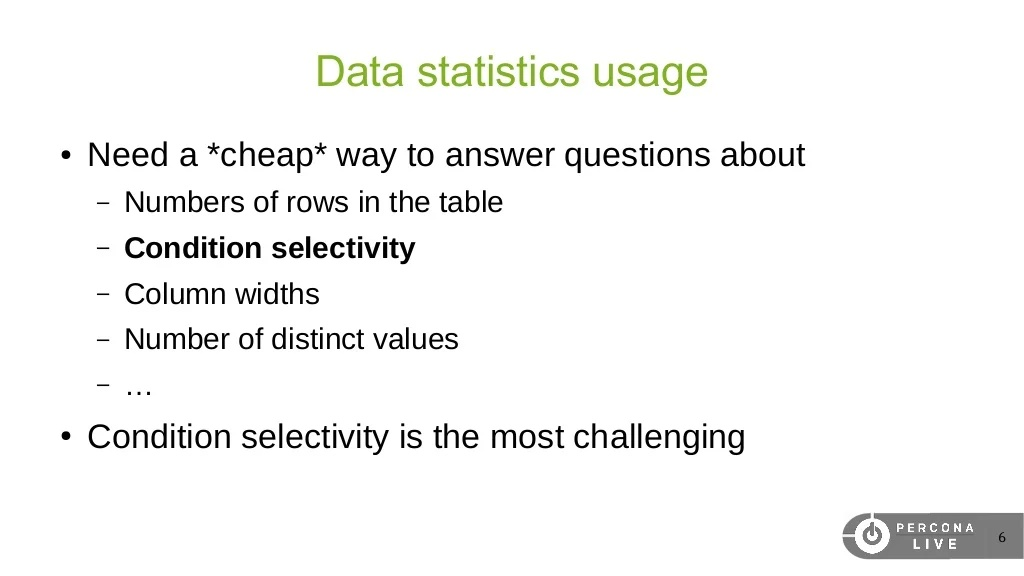 Data statistics usage
• Need a *cheap* way to answer questions about
– Numbers of rows in the table
– Condition selectivity
– Column widths
– Number of distinct values
– …
• Condition selectivity is the most challenging
PERCONA
LIVE
6